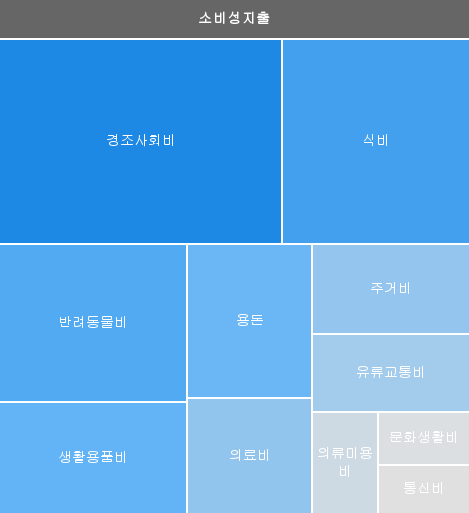 소비성지출
경조사회비
식비
반려동물비
용돈
주거비
유류교통비
생활용품비
의료비
의류미용
비
문화생활비
통신비